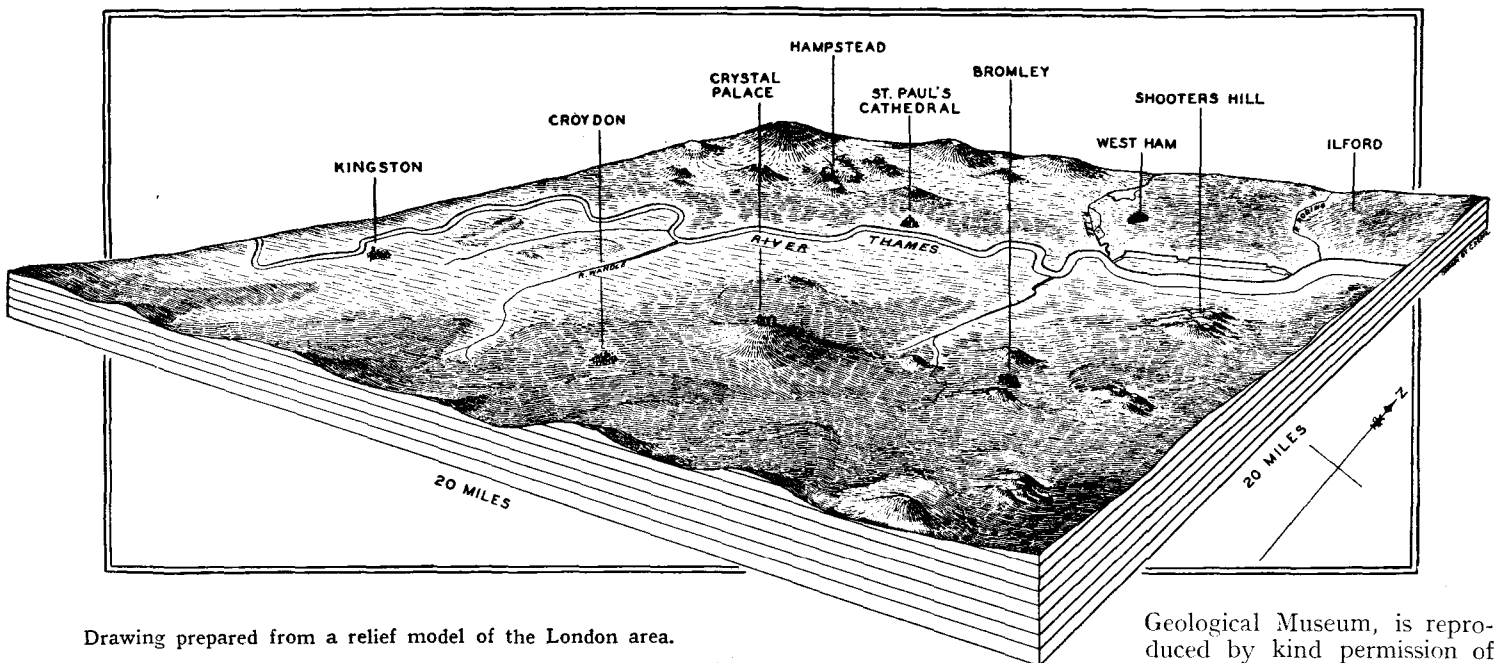 HAMPSTEAD
CRYSTAL
PALACE
BROMLEY
ST. PAUL'S
CATHEDRAL
SHOOTERS HILL
CROYDON
WEST HAM
ILFORD
KINGSTON
R. RODING
RIVER THAMES
R. WANDLE
20 MILES
20 MILES
N
Drawing prepared from a relief model of the London area.
Geological Museum, is repro-
duced by kind permission of